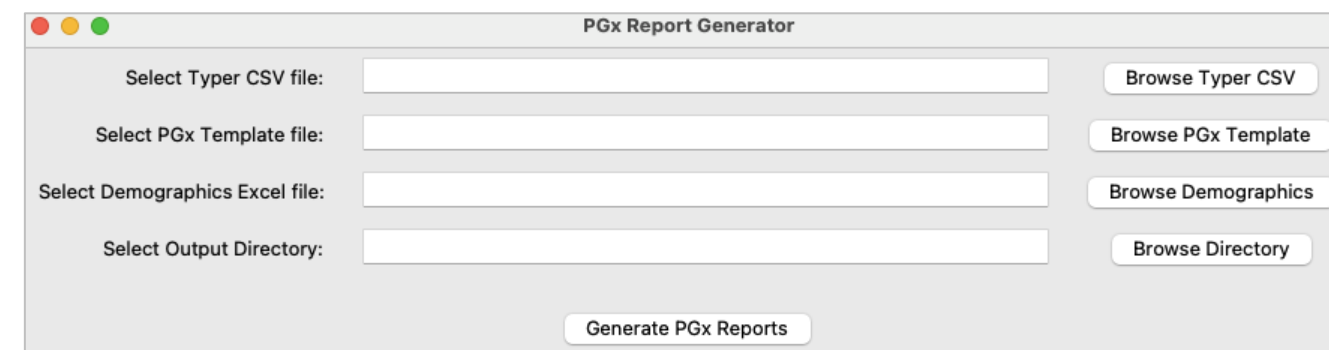 PGx Report Generator
Select Typer CSV file: Browse Typer CSV
Select PGx Template file: Browse PGx Template
Select Demographics Excel file: Browse Demographics
Select Output Directory: Browse Directory
Generate PGx Reports